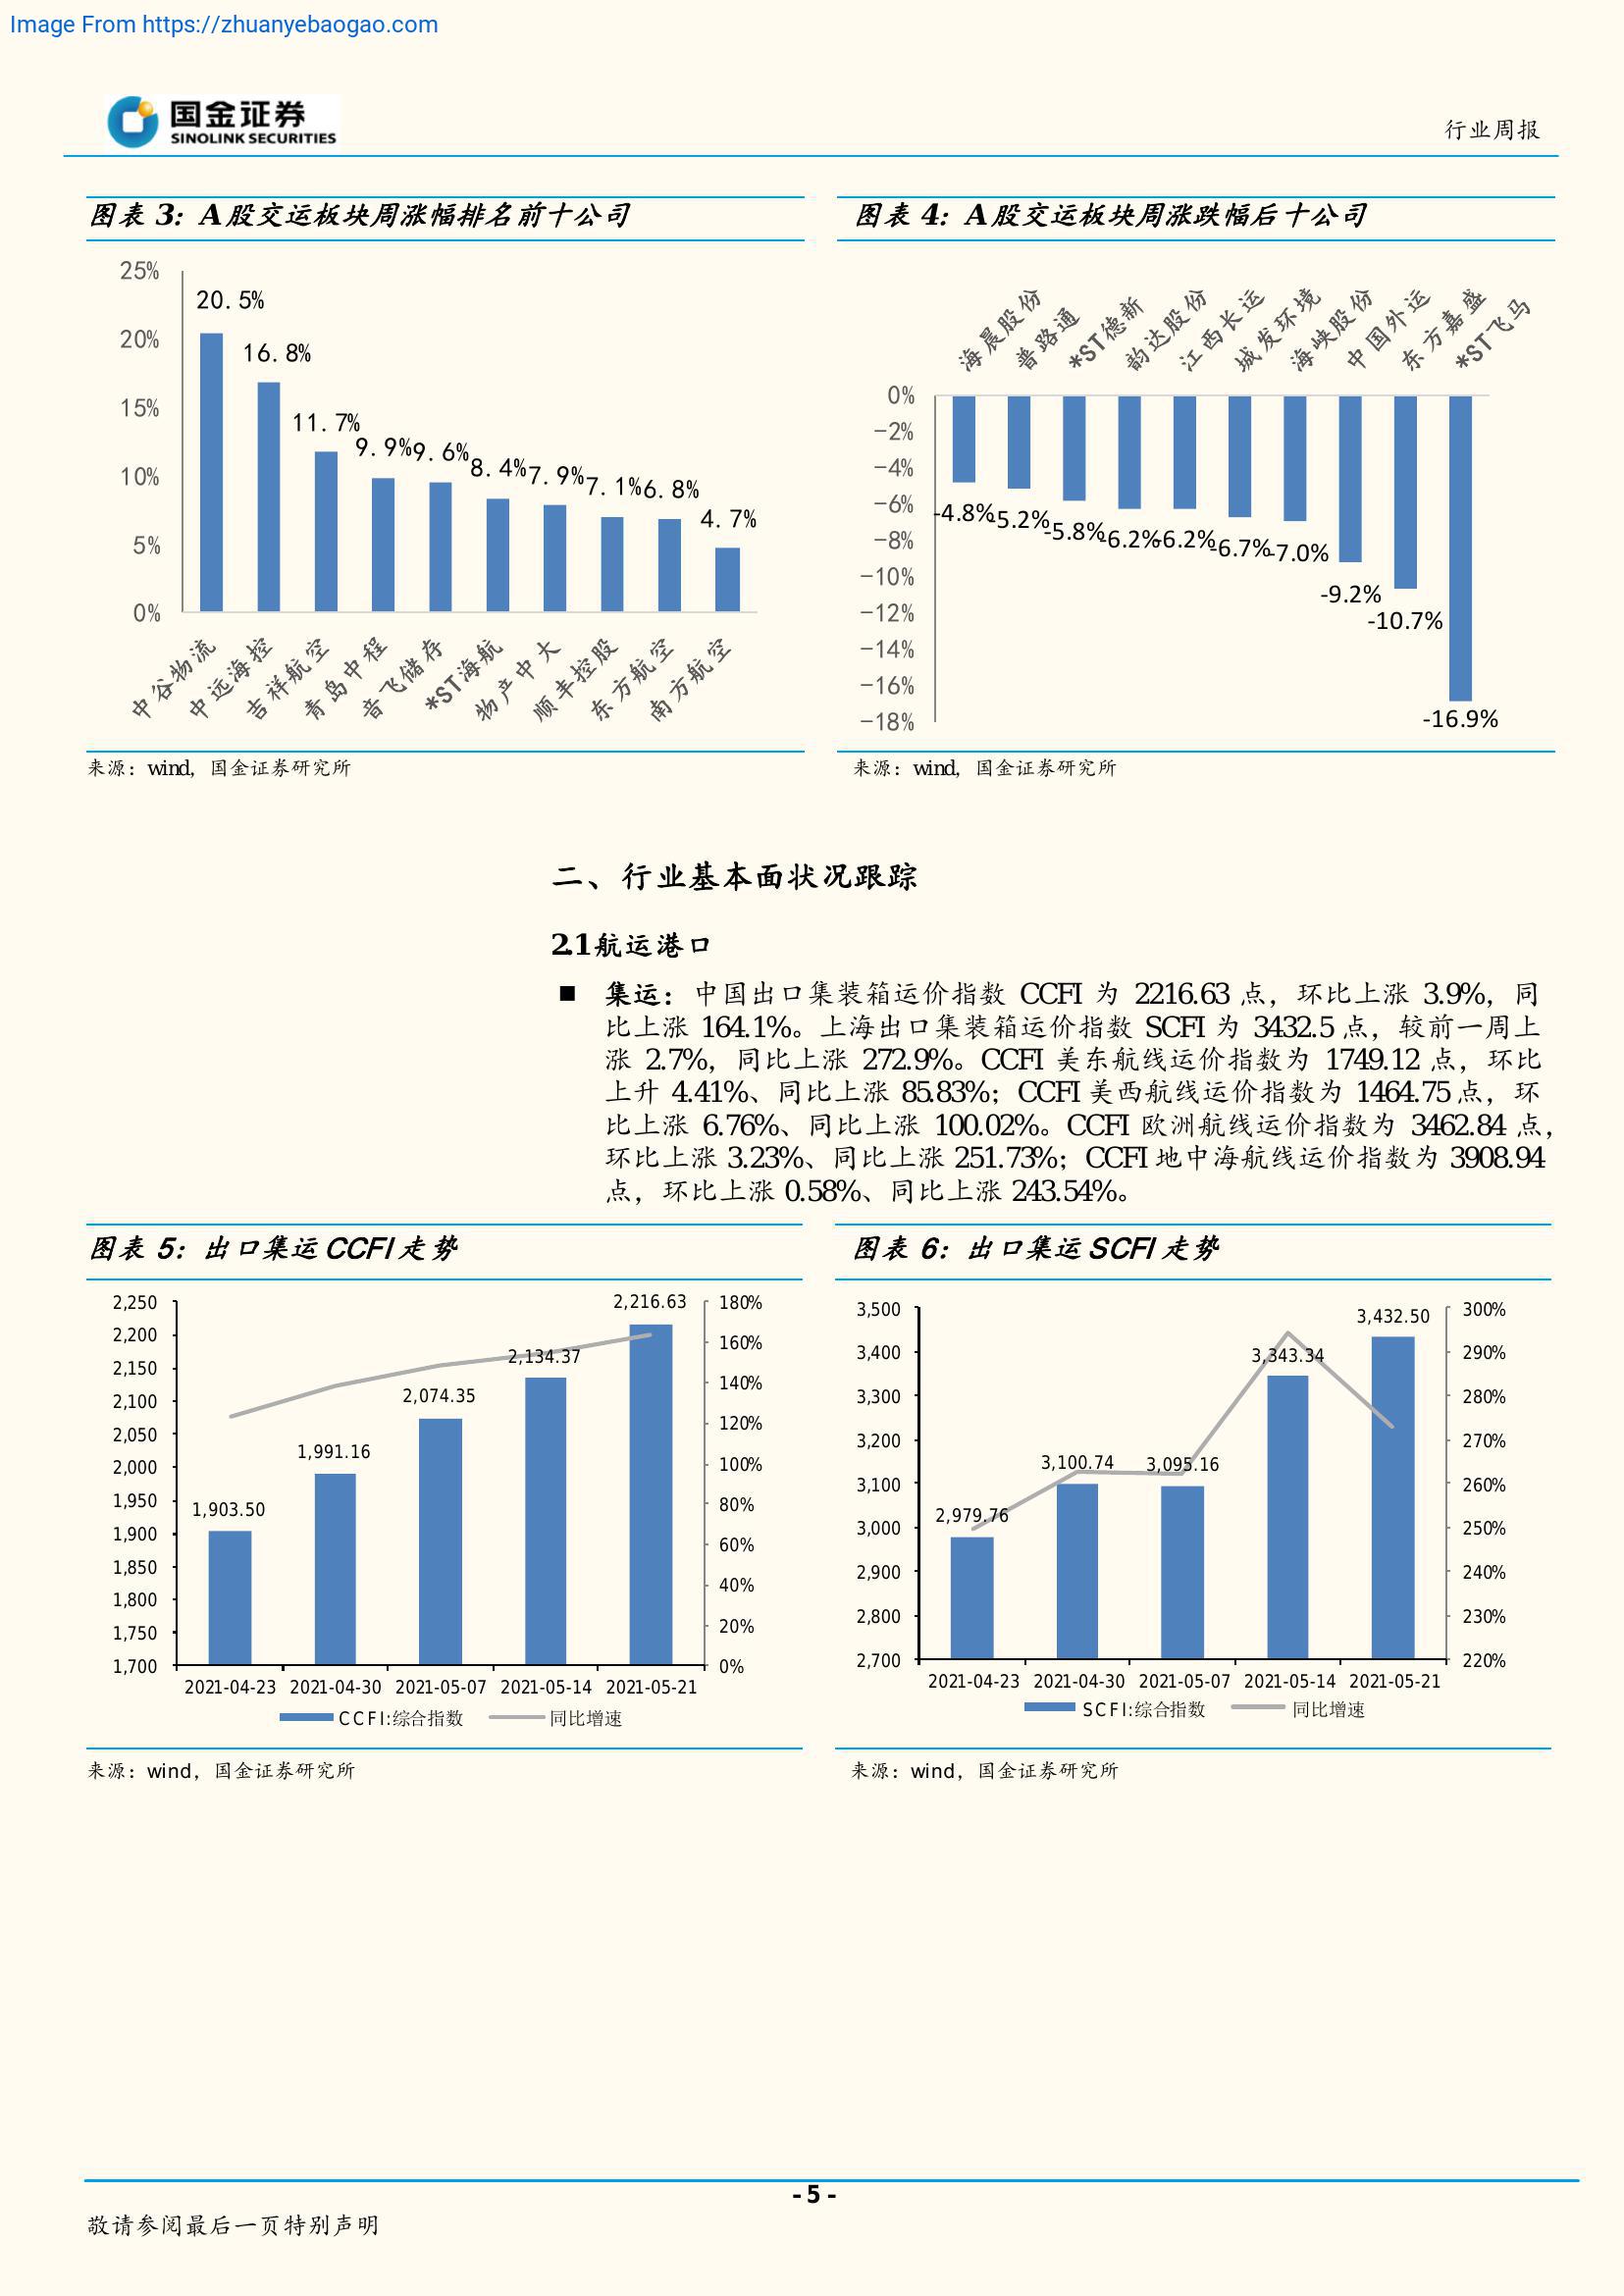 Image From https://zhuanyebaogao.com
国金证券
SINOLINK SECURITIES
行业周报
图表 3：A股交运板块周涨幅排名前十公司
25%
20%
15%
10%
5%
0%
20.5%
16.8%
11.7%
9.9%
9.6%
8.4%
7.9%
7.1%
6.8%
4.7%
中谷物流
中远海控
吉祥航空
青岛中程
音飞储存
*ST海航
物产中大
顺丰控股
东方航空
南方航空
来源：wind，国金证券研究所
图表 4：A股交运板块周涨跌幅后十公司
海晨股份
普路通
*ST德新
韵达股份
江西长运
城发环境
海峡股份
中国外运
东方嘉盛
*ST飞马
0%
-2%
-4%
-6%
-8%
-10%
-12%
-14%
-16%
-18%
-4.8%
-5.2%
-5.8%
-6.2%
-6.2%
-6.7%
-7.0%
-9.2%
-10.7%
-16.9%
来源：wind，国金证券研究所
二、行业基本面状况跟踪
2.1航运港口
■ 集运：中国出口集装箱运价指数 CCFI 为 2216.63 点，环比上涨 3.9%，同
比上涨 164.1%。上海出口集装箱运价指数 SCFI 为 3432.5 点，较前一周上
涨 2.7%，同比上涨 272.9%。CCFI 美东航线运价指数为 1749.12 点，环比
上升 4.41%、同比上涨 85.83%；CCFI 美西航线运价指数为 1464.75 点，环
比上涨 6.76%、同比上涨 100.02%。CCFI 欧洲航线运价指数为 3462.84 点，
环比上涨 3.23%、同比上涨 251.73%；CCFI 地中海航线运价指数为 3908.94
点，环比上涨 0.58%、同比上涨 243.54%。
图表 5：出口集运 CCFI 走势
2,250
2,200
2,150
2,100
2,050
2,000
1,950
1,900
1,850
1,800
1,750
1,700
1,903.50
1,991.16
2,074.35
2,134.37
2,216.63
180%
160%
140%
120%
100%
80%
60%
40%
20%
0%
2021-04-23 2021-04-30 2021-05-07 2021-05-14 2021-05-21
CCFI:综合指数 同比增速
来源：wind，国金证券研究所
图表 6：出口集运 SCFI 走势
3,500
3,400
3,300
3,200
3,100
3,000
2,900
2,800
2,700
2,979.76
3,100.74
3,095.16
3,343.34
3,432.50
300%
290%
280%
270%
260%
250%
240%
230%
220%
2021-04-23 2021-04-30 2021-05-07 2021-05-14 2021-05-21
SCFI:综合指数 同比增速
来源：wind，国金证券研究所
- 5 -
敬请参阅最后一页特别声明